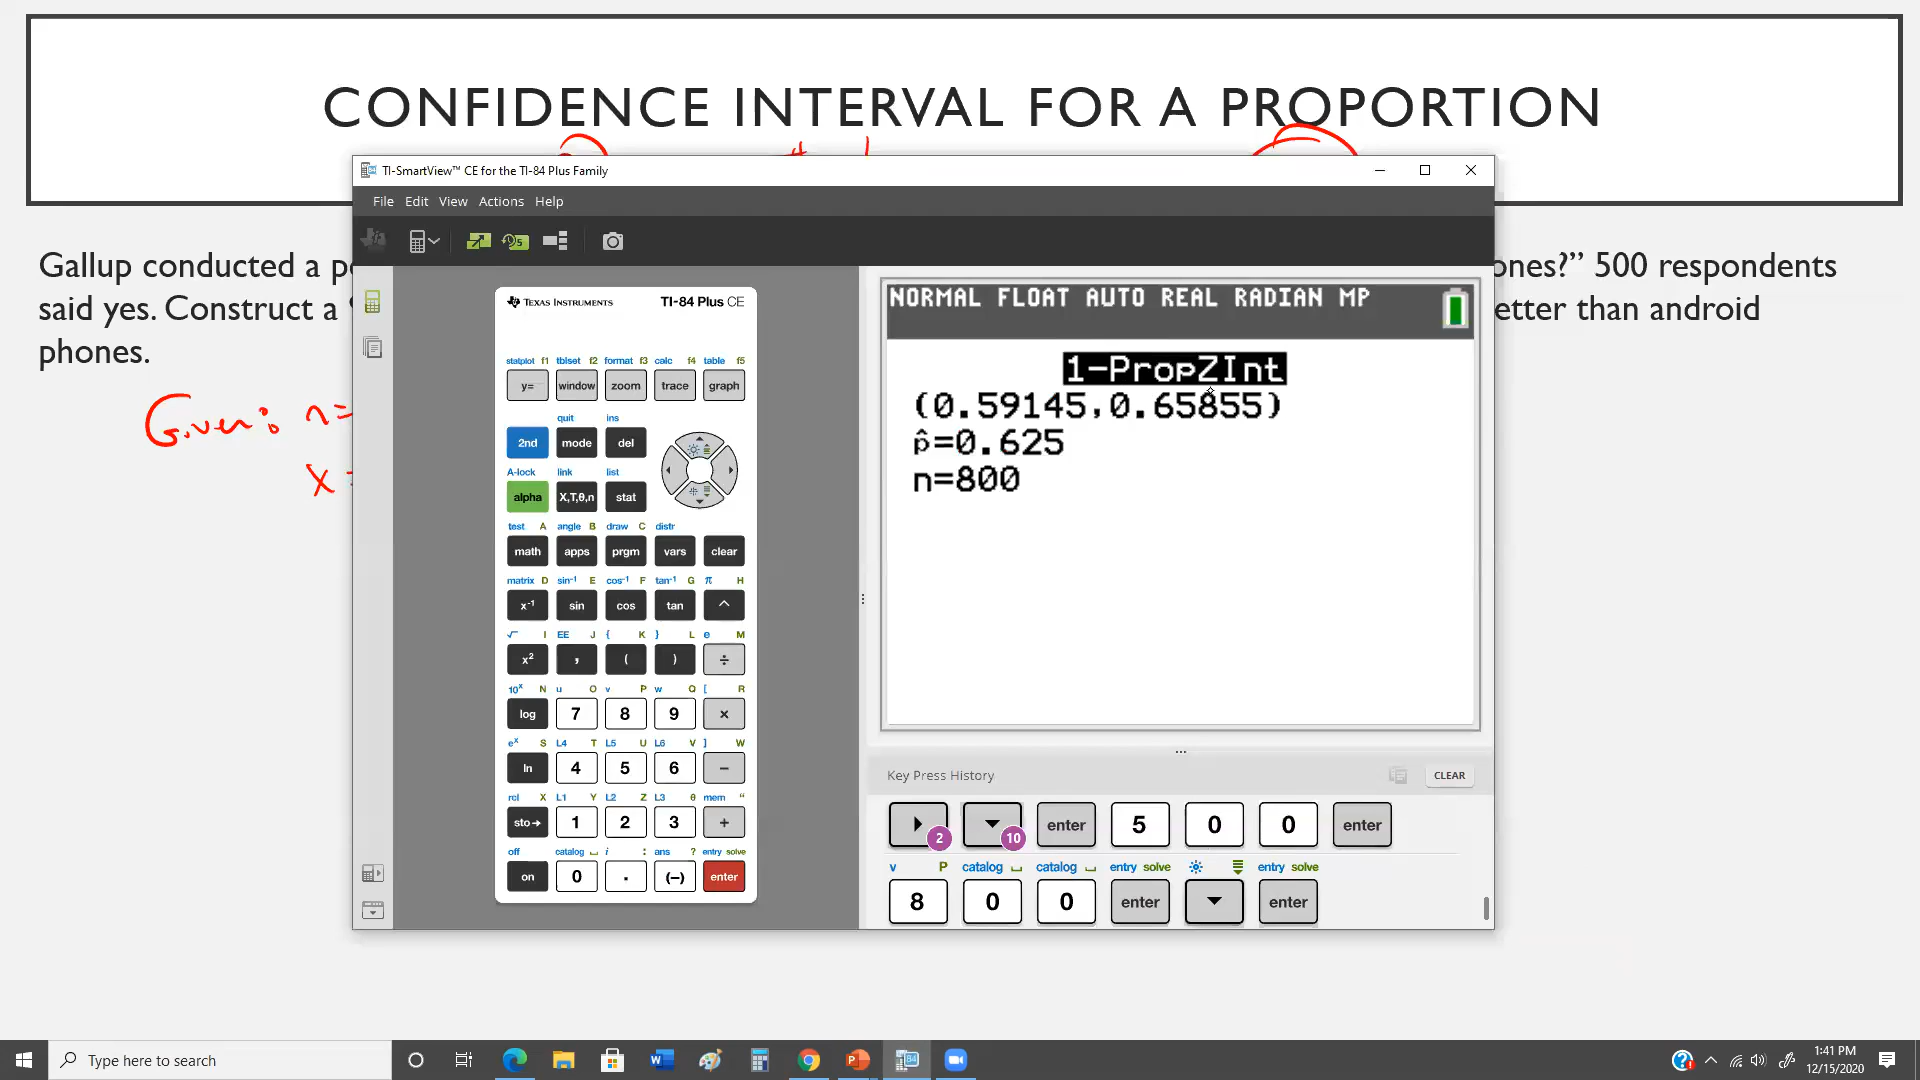 CONFIDENCE INTERVAL FOR A PROPORTION
TI-SmartView™ CE for the TI-84 Plus Family
File Edit View Actions Help
Gallup conducted a p
ones?” 500 respondents
said yes. Construct a
etter than android
phones.
Given: n=
x
TEXAS INSTRUMENTS TI-84 Plus CE
statplot f1 tblset f2 format f3 calc f4 table f5
y= window zoom trace graph
quit ins
2nd mode del
A-lock link list
alpha X,T,θ,n stat
test A angle B draw C distr
math apps prgm vars clear
matrix D sin⁻¹ E cos⁻¹ F tan⁻¹ G π H
x⁻¹ sin cos tan ^
√ I EE J { K } L e M
x² , ( ) ÷
10ˣ N u O v P w Q [ R
log 7 8 9 ×
eˣ S L4 T L5 U L6 V ] W
ln 4 5 6 −
rcl X L1 Y L2 Z L3 θ mem "
sto→ 1 2 3 +
off catalog ⎵ i : ans ? entry solve
on 0 . (−) enter
NORMAL FLOAT AUTO REAL RADIAN MP
1-PropZInt
(0.59145,0.65855)
p̂=0.625
n=800
Key Press History
CLEAR
2 10 enter 5 0 0 enter
v P catalog ⎵ catalog ⎵ entry solve entry solve
8 0 0 enter enter
Type here to search
1:41 PM
12/15/2020